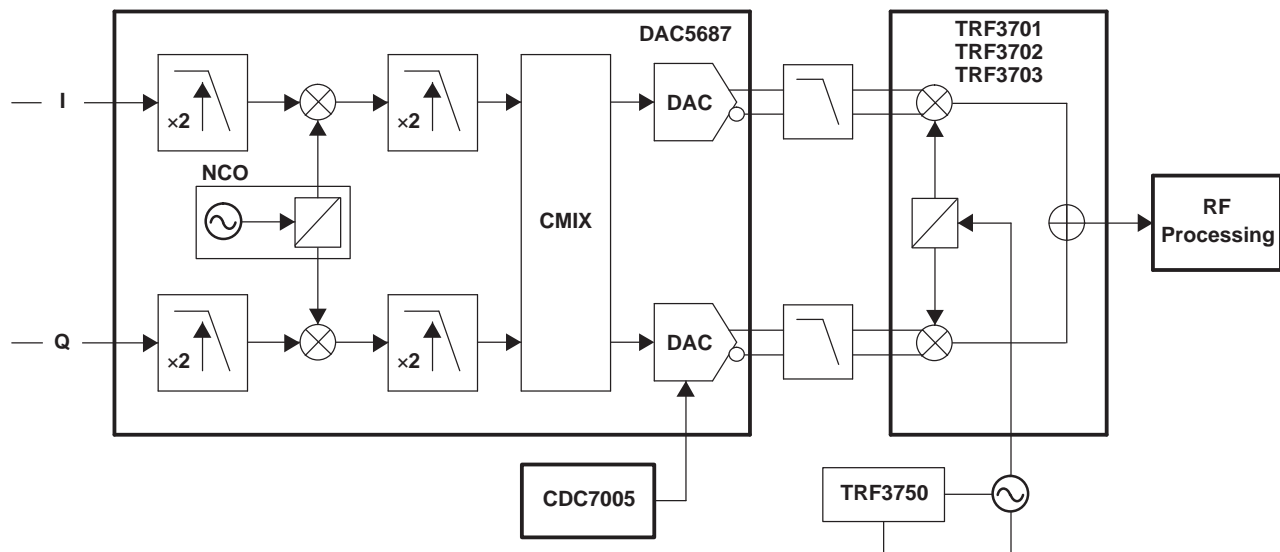 DAC5687
TRF3701
TRF3702
TRF3703
I
×2
×2
DAC
NCO
CMIX
RF
Processing
Q
×2
×2
DAC
CDC7005
TRF3750